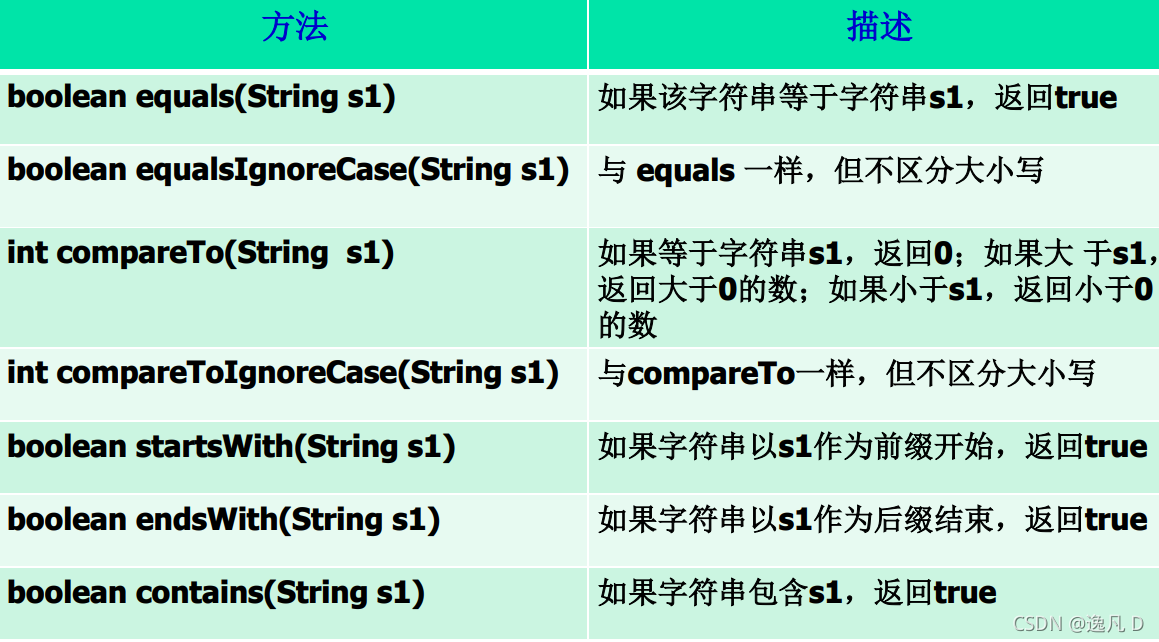 方法 描述
boolean equals(String s1) 如果该字符串等于字符串s1，返回true
boolean equalsIgnoreCase(String s1) 与 equals 一样，但不区分大小写
int compareTo(String  s1) 如果等于字符串s1，返回0；如果大 于s1，
返回大于0的数；如果小于s1，返回小于0
的数
int compareToIgnoreCase(String s1) 与compareTo一样，但不区分大小写
boolean startsWith(String s1) 如果字符串以s1作为前缀开始，返回true
boolean endsWith(String s1) 如果字符串以s1作为后缀结束，返回true
boolean contains(String s1) 如果字符串包含s1，返回true
CSDN @逸凡 D